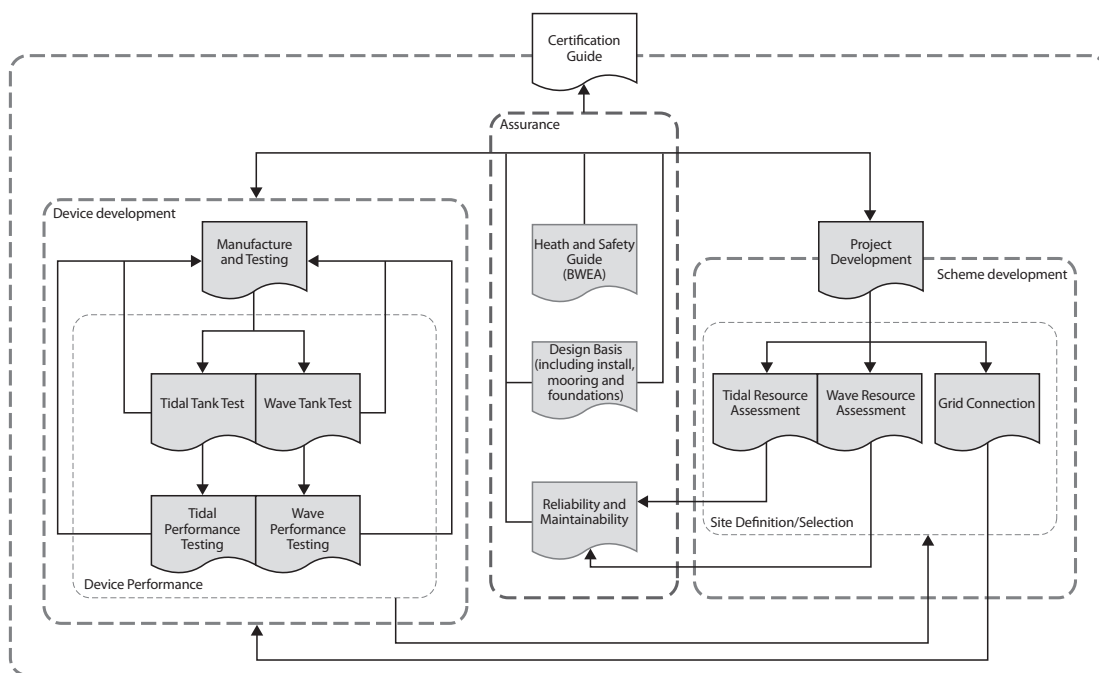 Certification
Guide
Assurance
Device development
Manufacture
and Testing
Heath and Safety
Guide
(BWEA)
Project
Development
Scheme development
Design Basis
(including install,
mooring and
foundations)
Tidal Tank Test
Wave Tank Test
Tidal Resource
Assessment
Wave Resource
Assessment
Grid Connection
Tidal
Performance
Testing
Wave
Performance
Testing
Reliability and
Maintainability
Site Definition/Selection
Device Performance